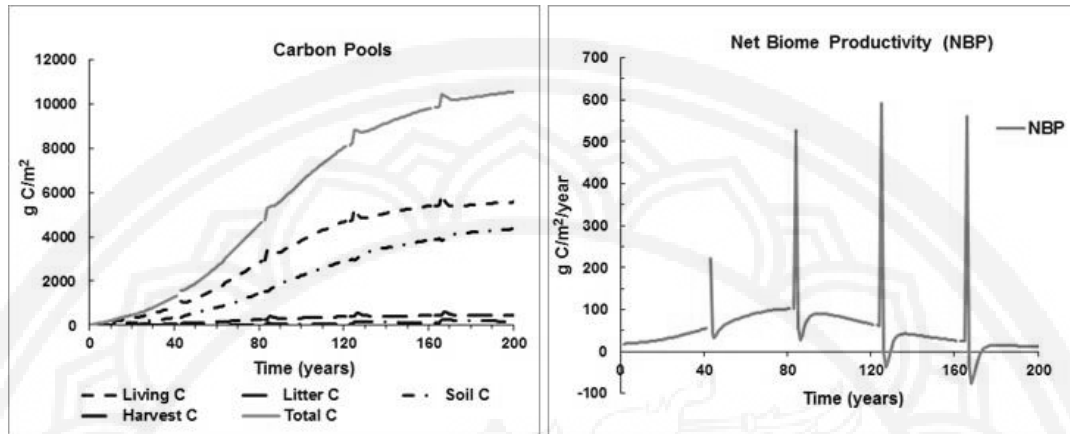 Carbon Pools
12000
10000
8000
6000
4000
2000
0
g C/m²
0 40 80 120 160 200
Time (years)
Living C Litter C Soil C
Harvest C Total C
Net Biome Productivity (NBP)
700
600
500
400
300
200
100
0
-100
g C/m²/year
0 40 80 120 160 200
Time (years)
NBP